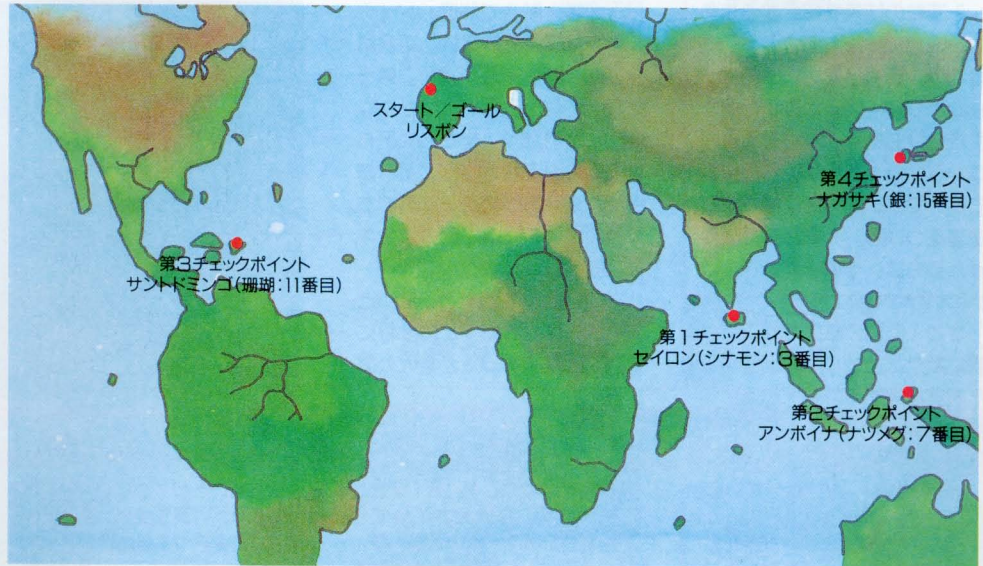 スタート／ゴール
リスボン
第4チェックポイント
ナガサキ(銀:15番目)
第3チェックポイント
サントドミンゴ(珊瑚:11番目)
第1チェックポイント
セイロン(シナモン:3番目)
第2チェックポイント
アンボイナ(ナツメグ:7番目)